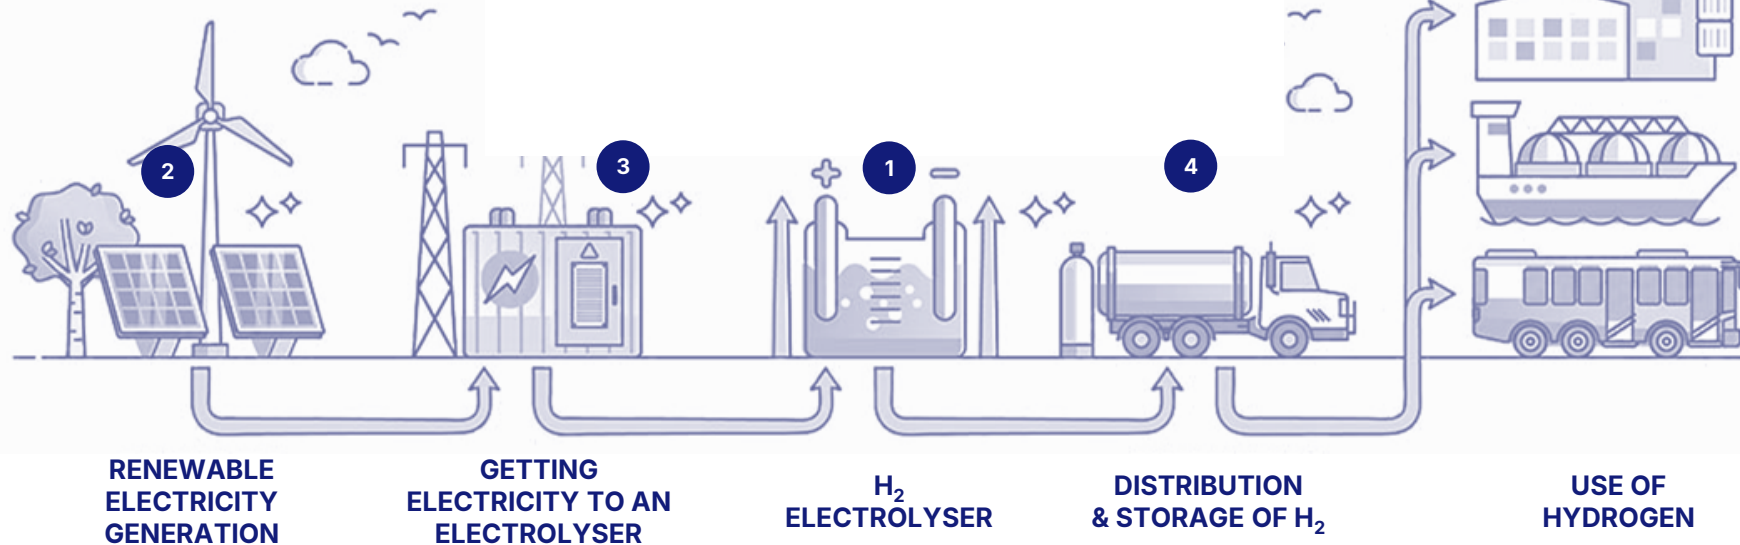 2
3
1
4
+
−
RENEWABLE
ELECTRICITY
GENERATION
GETTING
ELECTRICITY TO AN
ELECTROLYSER
H₂
ELECTROLYSER
DISTRIBUTION
& STORAGE OF H₂
USE OF
HYDROGEN